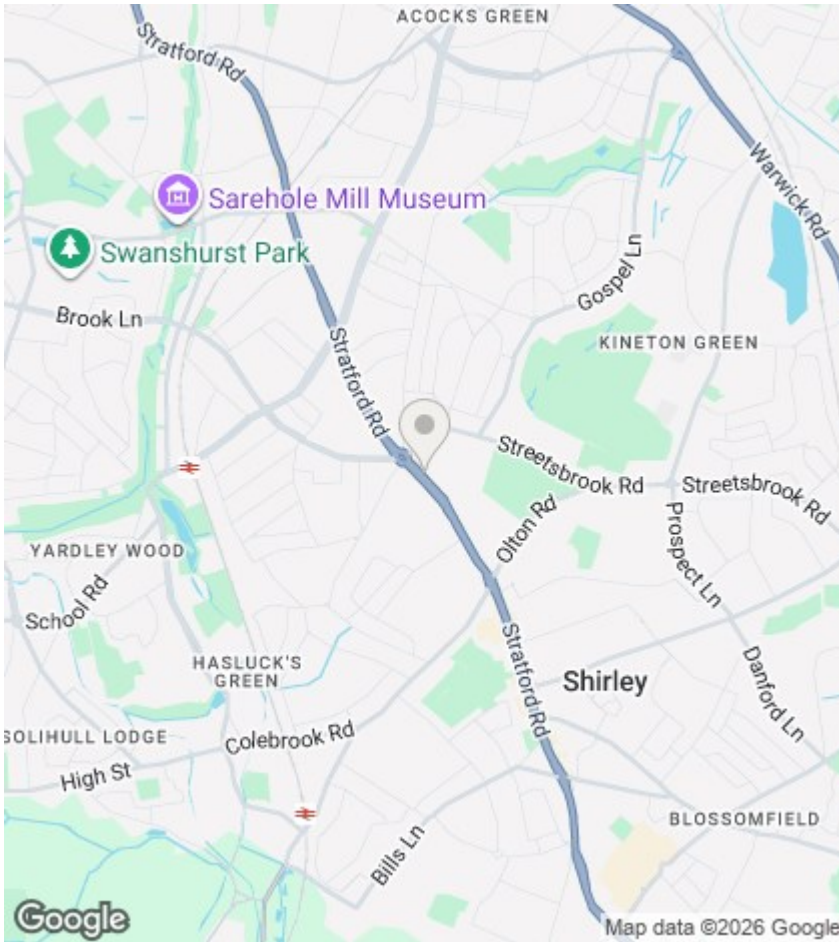 ACOCKS GREEN
Stratford Rd
Warwick Rd
Sarehole Mill Museum
Swanshurst Park
Gospel Ln
Brook Ln
KINETON GREEN
Stratford Rd
Streetsbrook Rd
Streetsbrook Rd
Olton Rd
Prospect Ln
YARDLEY WOOD
School Rd
HASLUCK'S
GREEN
Stratford Rd
Shirley
Danford Ln
SOLIHULL LODGE
Colebrook Rd
High St
BLOSSOMFIELD
Bills Ln
Google
Map data ©2026 Google